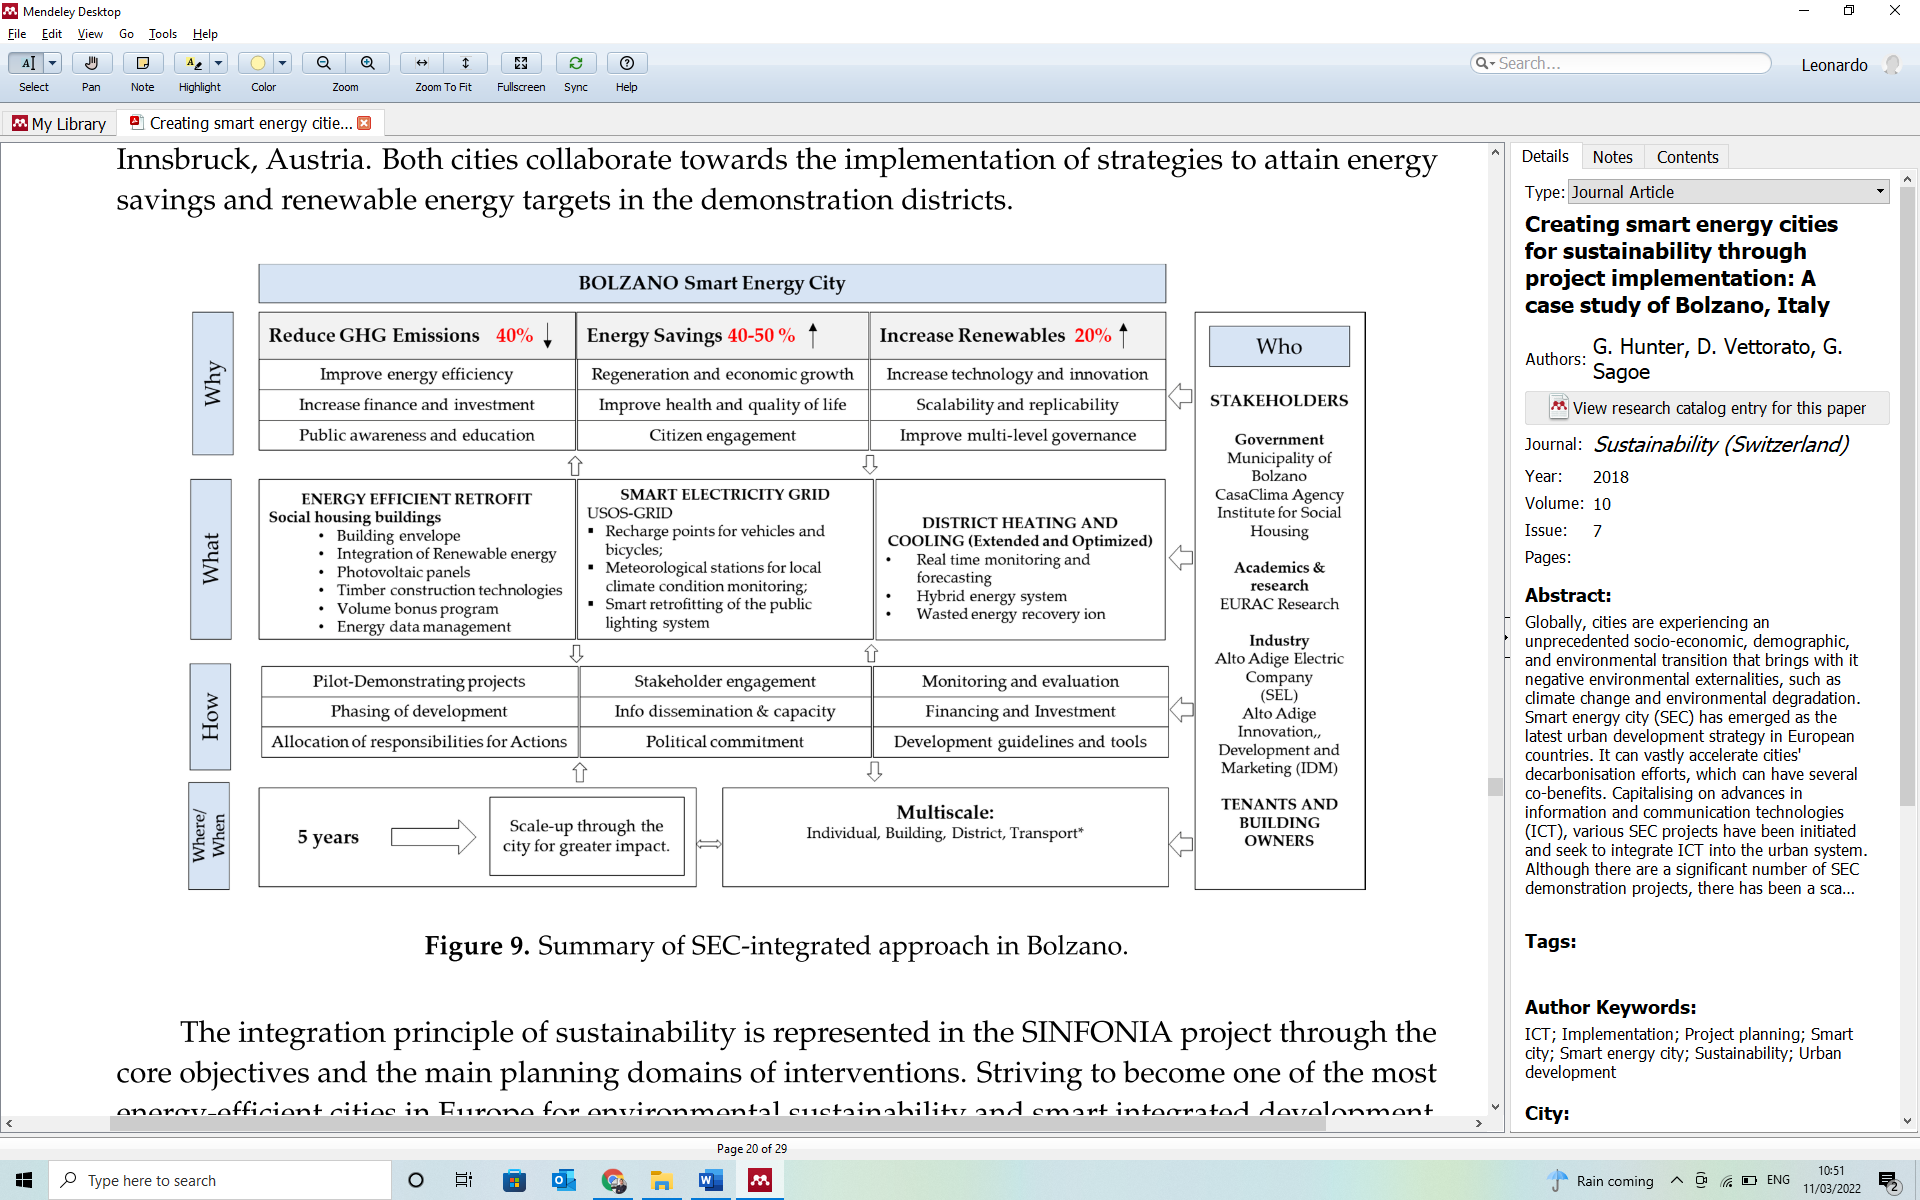 Mendeley Desktop
File Edit View Go Tools Help
Select Pan Note Highlight Color Zoom Zoom To Fit Fullscreen Sync Help
Search...
Leonardo
My Library
Creating smart energy citie...
Innsbruck, Austria. Both cities collaborate towards the implementation of strategies to attain energy
savings and renewable energy targets in the demonstration districts.
BOLZANO Smart Energy City
Why
Reduce GHG Emissions 40%
Energy Savings 40-50 %
Increase Renewables 20%
Improve energy efficiency
Regeneration and economic growth
Increase technology and innovation
Increase finance and investment
Improve health and quality of life
Scalability and replicability
Public awareness and education
Citizen engagement
Improve multi-level governance
What
ENERGY EFFICIENT RETROFIT
Social housing buildings
• Building envelope
• Integration of Renewable energy
• Photovoltaic panels
• Timber construction technologies
• Volume bonus program
• Energy data management
SMART ELECTRICITY GRID
USOS-GRID
▪ Recharge points for vehicles and
bicycles;
▪ Meteorological stations for local
climate condition monitoring;
▪ Smart retrofitting of the public
lighting system
DISTRICT HEATING AND
COOLING (Extended and Optimized)
• Real time monitoring and
forecasting
• Hybrid energy system
• Wasted energy recovery ion
How
Pilot-Demonstrating projects
Stakeholder engagement
Monitoring and evaluation
Phasing of development
Info dissemination & capacity
Financing and Investment
Allocation of responsibilities for Actions
Political commitment
Development guidelines and tools
Where/
When
5 years
Scale-up through the
city for greater impact.
Multiscale:
Individual, Building, District, Transport*
Who
STAKEHOLDERS
Government
Municipality of
Bolzano
CasaClima Agency
Institute for Social
Housing
Academics &
research
EURAC Research
Industry
Alto Adige Electric
Company
(SEL)
Alto Adige
Innovation,,
Development and
Marketing (IDM)
TENANTS AND
BUILDING
OWNERS
Figure 9. Summary of SEC-integrated approach in Bolzano.
The integration principle of sustainability is represented in the SINFONIA project through the
core objectives and the main planning domains of interventions. Striving to become one of the most
energy-efficient cities in Europe for environmental sustainability and smart integrated development,
Page 20 of 29
Details Notes Contents
Type: Journal Article
Creating smart energy cities
for sustainability through
project implementation: A
case study of Bolzano, Italy
Authors: G. Hunter, D. Vettorato, G.
Sagoe
View research catalog entry for this paper
Journal: Sustainability (Switzerland)
Year: 2018
Volume: 10
Issue: 7
Pages:
Abstract:
Globally, cities are experiencing an
unprecedented socio-economic, demographic,
and environmental transition that brings with it
negative environmental externalities, such as
climate change and environmental degradation.
Smart energy city (SEC) has emerged as the
latest urban development strategy in European
countries. It can vastly accelerate cities'
decarbonisation efforts, which can have several
co-benefits. Capitalising on advances in
information and communication technologies
(ICT), various SEC projects have been initiated
and seek to integrate ICT into the urban system.
Although there are a significant number of SEC
demonstration projects, there has been a sca...
Tags:
Author Keywords:
ICT; Implementation; Project planning; Smart
city; Smart energy city; Sustainability; Urban
development
City:
Type here to search
Rain coming
ENG
10:51
11/03/2022
2